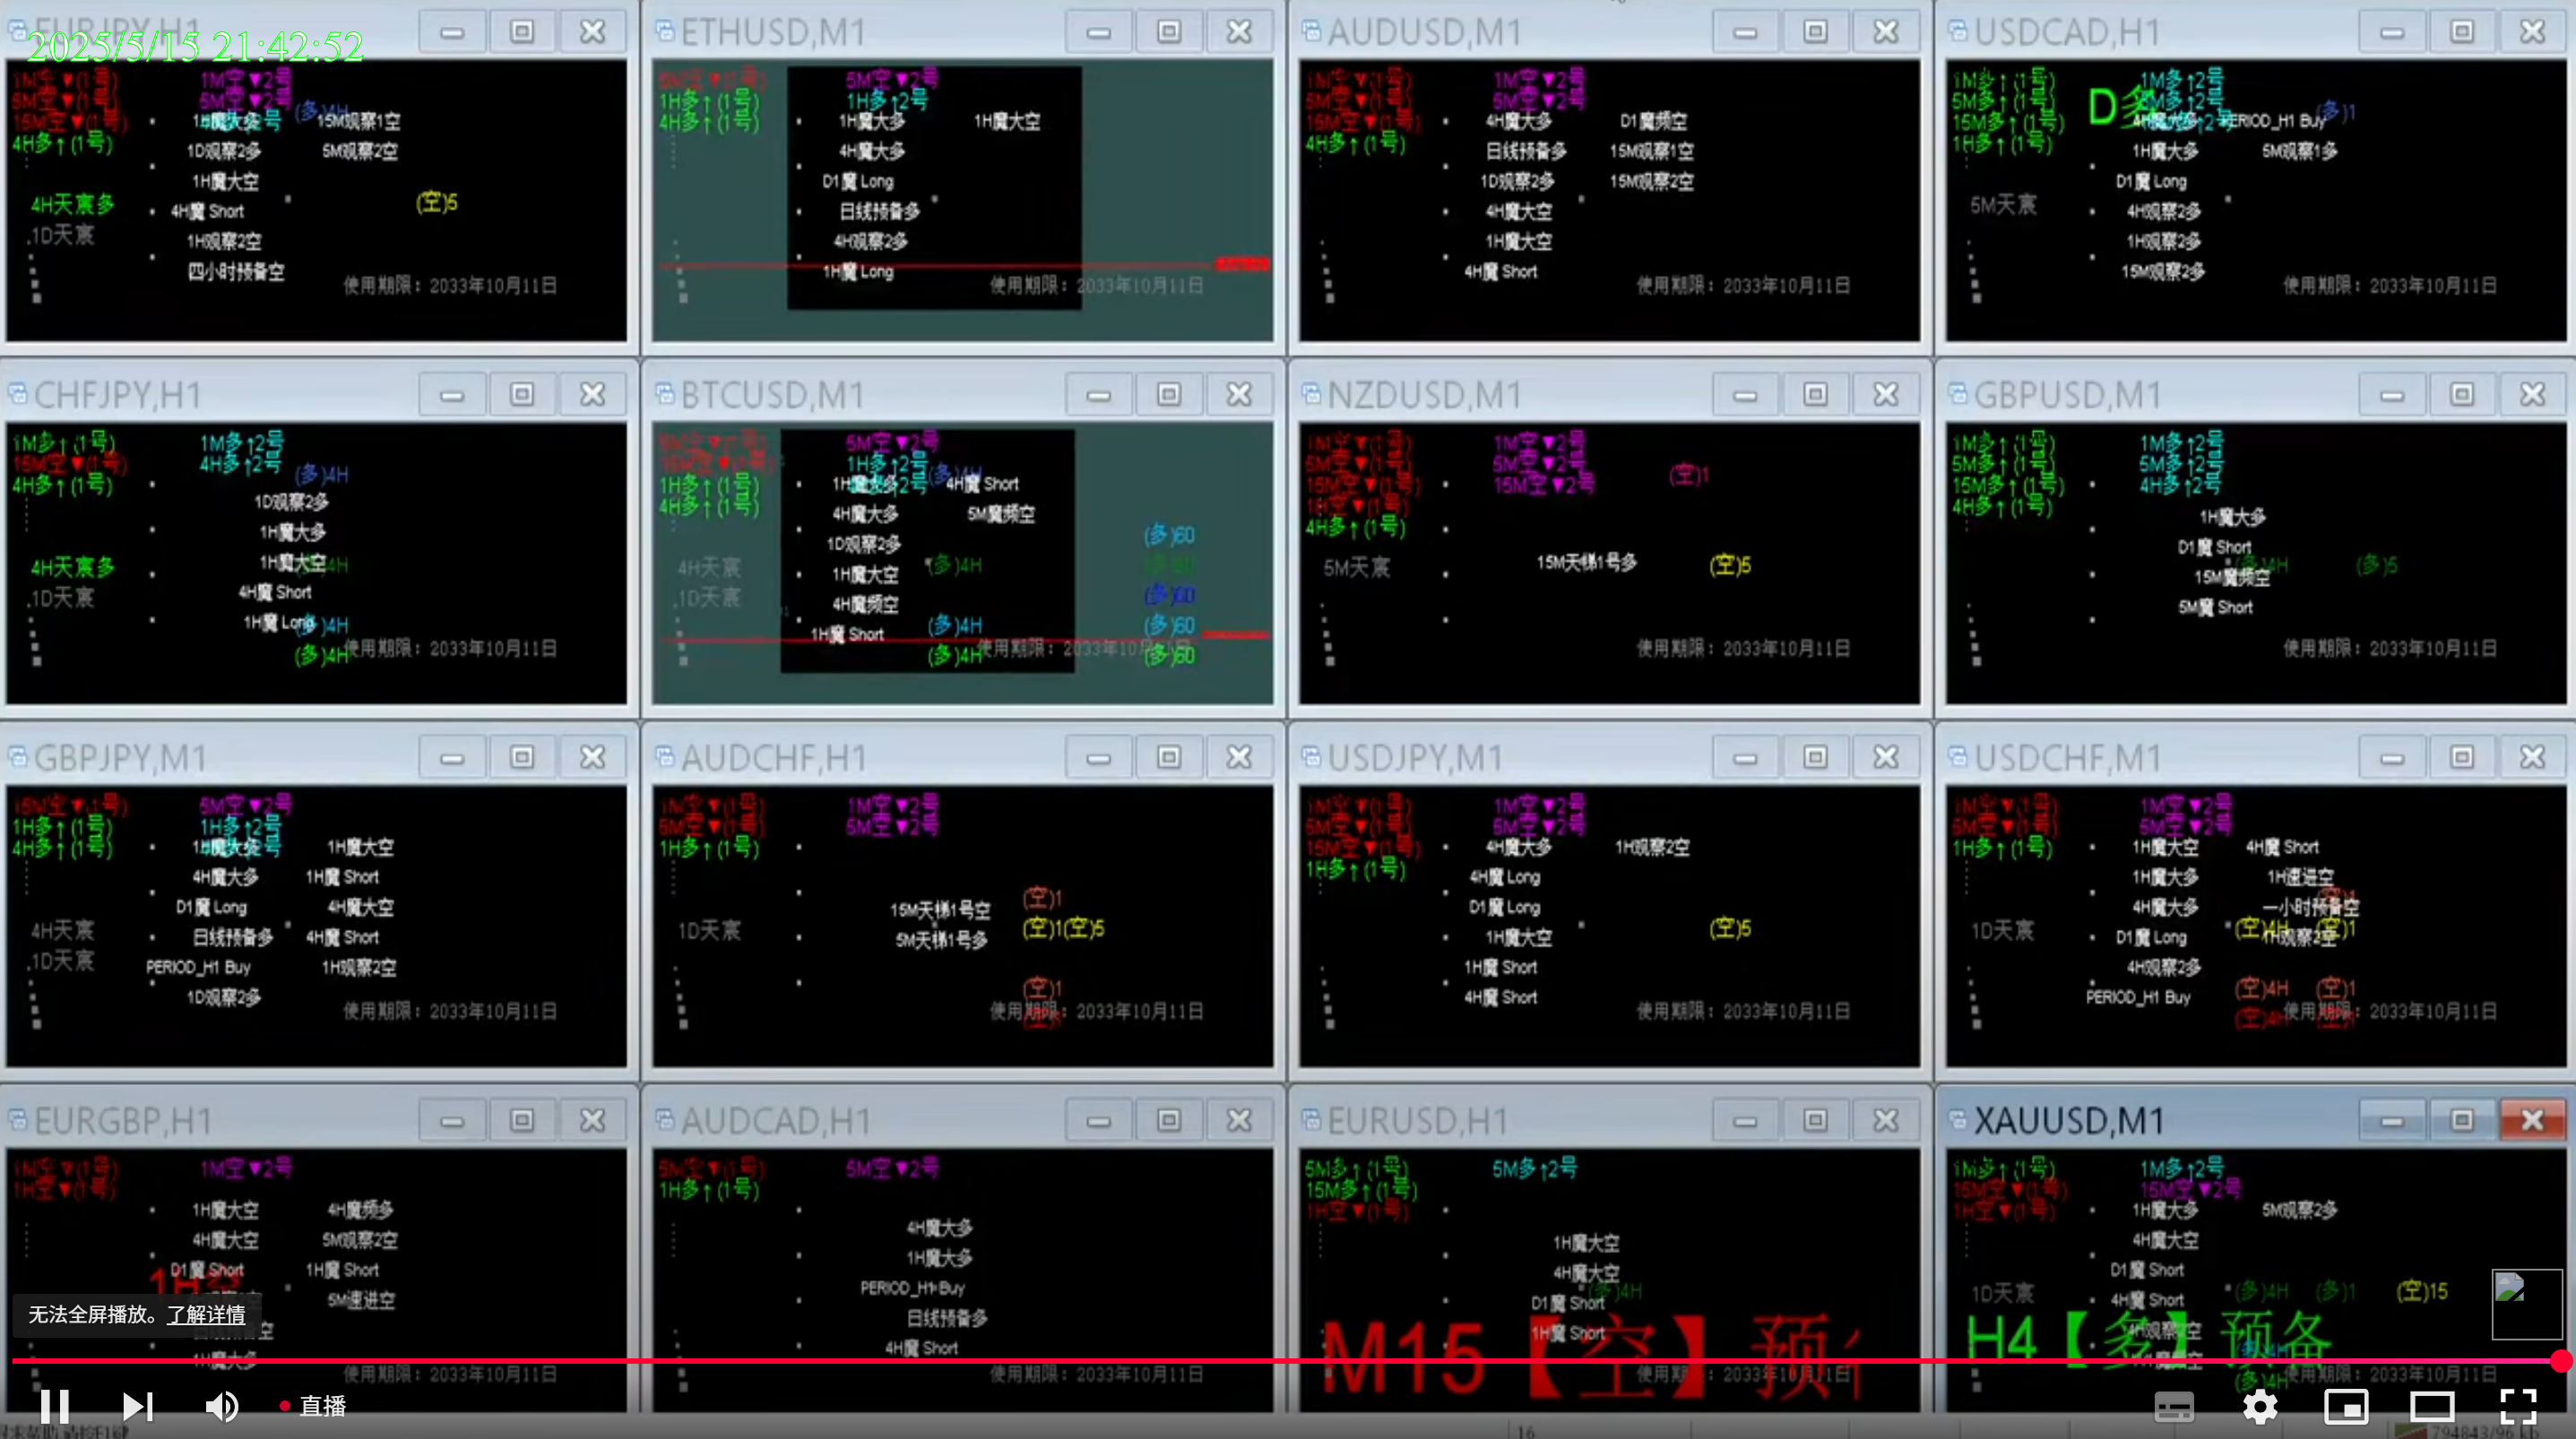 EURJPY,H1
2025/5/15 21:42:52
1M空▼(1号) 1M空▼2号
5M空▼(1号) 5M空▼2号 (多)4H
15M空▼(1号) 1H魔大多 15M观察1空
4H多↑(1号) 1D观察2多 5M观察2空
1H魔大空
4H天宸多 4H魔 Short (空)5
1D天宸 1H观察2空
四小时预备空
使用期限: 2033年10月11日
ETHUSD,M1
5M空▼(1号) 5M空▼2号
1H多↑(1号) 1H多↑2号
4H多↑(1号) 1H魔大多 1H魔大空
4H魔大多
D1魔 Long
日线预备多
4H观察2多
1H魔 Long
使用期限: 2033年10月11日
AUDUSD,M1
1M空▼(1号) 1M空▼2号
5M空▼(1号) 5M空▼2号
15M空▼(1号) 4H魔大多 D1魔频空
4H多↑(1号) 日线预备多 15M观察1空
1D观察2多 15M观察2空
4H魔大空
1H魔大空
4H魔 Short
使用期限: 2033年10月11日
USDCAD,H1
1M多↑(1号) 1M多↑2号
5M多↑(1号) D多 5M多↑2号 (多)1
15M多↑(1号) 4H魔大多 PERIOD_H1 Buy
1H多↑(1号) 1H魔大多 5M观察1多
D1魔 Long
5M天宸 4H观察2多
1H观察2多
15M观察2多
使用期限: 2033年10月11日
CHFJPY,H1
1M多↑(1号) 1M多↑2号
15M空▼(1号) 4H多↑2号 (多)4H
4H多↑(1号)
1D观察2多
1H魔大多
4H天宸多 1H魔大空
1D天宸 4H魔 Short
1H魔 Long (多)4H
(多)4H
使用期限: 2033年10月11日
BTCUSD,M1
5M空▼(1号) 5M空▼2号
15M空▼(1号) 1H多↑2号 (多)4H
1H多↑(1号) 1H魔大多 4H魔 Short
4H多↑(1号) 4H魔大多 5M魔频空
1D观察2多 (多)60
4H天宸 1H魔大空 (多)4H (多)60
1D天宸 4H魔频空 (多)60
1H魔 Short (多)4H (多)60
(多)4H (多)60
使用期限: 2033年10月11日
NZDUSD,M1
1M空▼(1号) 1M空▼2号
5M空▼(1号) 5M空▼2号 (空)1
15M空▼(1号) 15M空▼2号
1H空▼(1号)
4H多↑(1号)
5M天宸 15M天梯1号多 (空)5
使用期限: 2033年10月11日
GBPUSD,M1
1M多↑(1号) 1M多↑2号
5M多↑(1号) 5M多↑2号
15M多↑(1号) 4H多↑2号
4H多↑(1号)
1H魔大多
D1魔 Short
(多)4H (多)5
15M魔频空
5M魔 Short
使用期限: 2033年10月11日
GBPJPY,M1
15M空▼(1号) 5M空▼2号
1H多↑(1号) 1H多↑2号
4H多↑(1号) 1H魔大多 1H魔大空
4H魔大多 1H魔 Short
D1魔 Long 4H魔大空
4H天宸 日线预备多 4H魔 Short
1D天宸 PERIOD_H1 Buy 1H观察2空
1D观察2多
使用期限: 2033年10月11日
AUDCHF,H1
1M空▼(1号) 1M空▼2号
5M空▼(1号) 5M空▼2号
1H多↑(1号)
15M天梯1号空 (空)1
1D天宸 5M天梯1号多 (空)1(空)5
(空)1
使用期限: 2033年10月11日
USDJPY,M1
1M空▼(1号) 1M空▼2号
5M空▼(1号) 5M空▼2号
15M空▼(1号) 4H魔大多 1H观察2空
1H多↑(1号) 4H魔 Long
D1魔 Long
1H魔大空 (空)5
1H魔 Short
4H魔 Short
使用期限: 2033年10月11日
USDCHF,M1
1M空▼(1号) 1M空▼2号
5M空▼(1号) 5M空▼2号
1H多↑(1号) 1H魔大空 4H魔 Short
1H魔大多 1H速进空
4H魔大多 一小时预备空
1D天宸 D1魔 Long (空)4H (空)1
1H观察2空
4H观察2多
PERIOD_H1 Buy (空)4H (空)1
(空)4H
使用期限: 2033年10月11日
EURGBP,H1
1M空▼(1号) 1M空▼2号
1H空▼(1号)
1H魔大空 4H魔频多
4H魔大空 5M观察2空
D1魔 Short 1H魔 Short
1H空
5M速进空
无法全屏播放。了解详情
1H魔大多
使用期限: 2033年10月11日
AUDCAD,H1
5M空▼(1号) 5M空▼2号
1H多↑(1号)
4H魔大多
1H魔大多
PERIOD_H1 Buy
日线预备多
4H魔 Short
使用期限: 2033年10月11日
EURUSD,H1
5M多↑(1号) 5M多↑2号
15M多↑(1号)
1H空▼(1号)
1H魔大空
4H魔大空
(多)4H
D1魔 Short
1H魔 Short
M15【空】预
使用期限: 2033年10月11日
XAUUSD,M1
1M多↑(1号) 1M多↑2号
15M空▼(1号) 15M空▼2号
1H空▼(1号) 1H魔大多 5M观察2多
4H魔大空
D1魔 Short
1D天宸 4H魔 Short (多)4H (多)1 (空)15
H4【多】预备
4H观察2空
(多)4H
使用期限: 2033年10月11日
直播
16